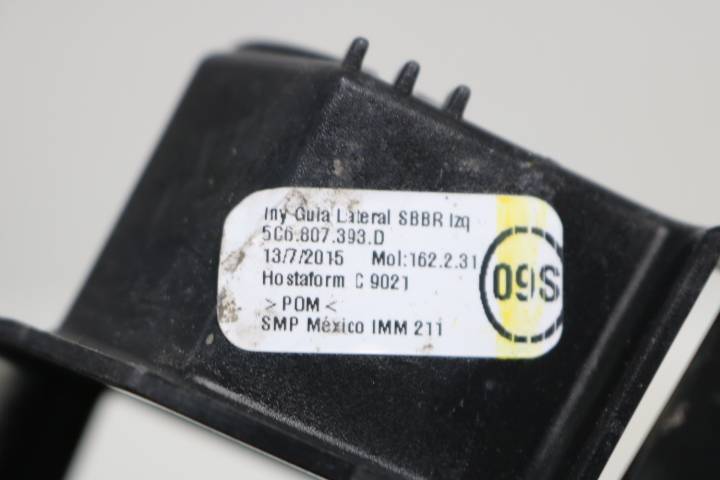 Iny Guia Lateral SBBR Izq
5C6.807.393.D
13/7/2015 Mol:162.2.31
Hostaform C 9021
>POM<
SMP México IMM 211
09S